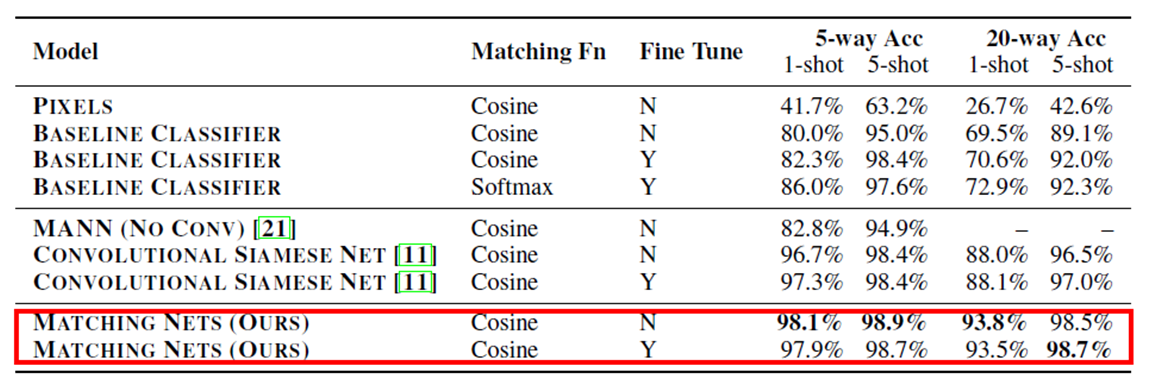 Model Matching Fn Fine Tune 5-way Acc 20-way Acc
1-shot 5-shot 1-shot 5-shot
PIXELS Cosine N 41.7% 63.2% 26.7% 42.6%
BASELINE CLASSIFIER Cosine N 80.0% 95.0% 69.5% 89.1%
BASELINE CLASSIFIER Cosine Y 82.3% 98.4% 70.6% 92.0%
BASELINE CLASSIFIER Softmax Y 86.0% 97.6% 72.9% 92.3%
MANN (NO CONV) [21] Cosine N 82.8% 94.9% – –
CONVOLUTIONAL SIAMESE NET [11] Cosine N 96.7% 98.4% 88.0% 96.5%
CONVOLUTIONAL SIAMESE NET [11] Cosine Y 97.3% 98.4% 88.1% 97.0%
MATCHING NETS (OURS) Cosine N 98.1% 98.9% 93.8% 98.5%
MATCHING NETS (OURS) Cosine Y 97.9% 98.7% 93.5% 98.7%